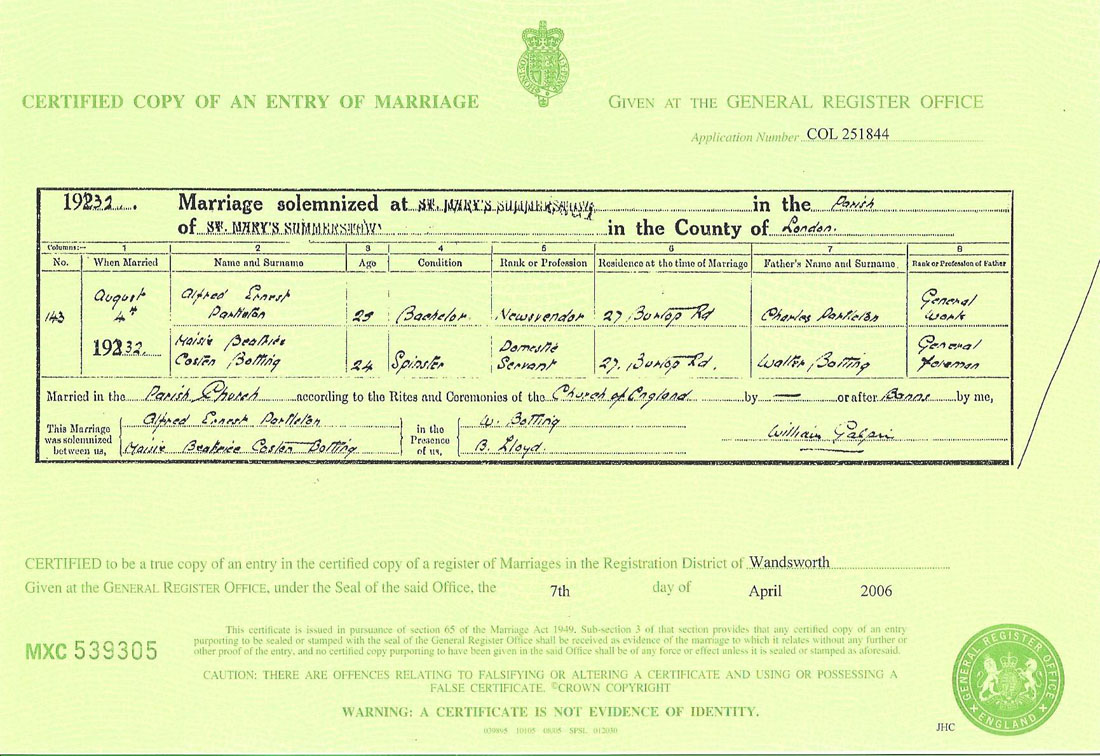 CERTIFIED COPY OF AN ENTRY OF MARRIAGE
GIVEN AT THE GENERAL REGISTER OFFICE
Application Number COL 251844
1932. Marriage solemnized at ST. MARY'S SUMMERSTOWN in the Parish
of ST. MARY'S SUMMERSTOWN in the County of London.
Columns:— 1 2 3 4 5 6 7 8
No. When Married Name and Surname Age Condition Rank or Profession Residence at the time of Marriage Father's Name and Surname. Rank or Profession of Father
143 August 4th 1932. Alfred Ernest Partleton 29 Bachelor Newsvendor 27 Burtop Rd Charles Partleton General work
Maisie Beatrice Costen Botting 24 Spinster Domestic Servant 27, Burtop Rd. Walter Botting General foreman
Married in the Parish Church according to the Rites and Ceremonies of the Church of England by — or after Banns by me,
This Marriage was solemnized between us, Alfred Ernest Partleton
Maisie Beatrice Costen Botting
in the Presence of us, W. Botting
B. Lloyd.
William
CERTIFIED to be a true copy of an entry in the certified copy of a register of Marriages in the Registration District of Wandsworth
Given at the GENERAL REGISTER OFFICE, under the Seal of the said Office, the 7th day of April 2006
MXC 539305
This certificate is issued in pursuance of section 65 of the Marriage Act 1949. Sub-section 3 of that section provides that any certified copy of an entry
purporting to be sealed or stamped with the seal of the General Register Office shall be received as evidence of the marriage to which it relates without any further or
other proof of the entry, and no certified copy purporting to have been given in the said Office shall be of any force or effect unless it is sealed or stamped as aforesaid.
CAUTION: THERE ARE OFFENCES RELATING TO FALSIFYING OR ALTERING A CERTIFICATE AND USING OR POSSESSING A
FALSE CERTIFICATE. ©CROWN COPYRIGHT
WARNING: A CERTIFICATE IS NOT EVIDENCE OF IDENTITY.
GENERAL REGISTER OFFICE
ENGLAND
JHC